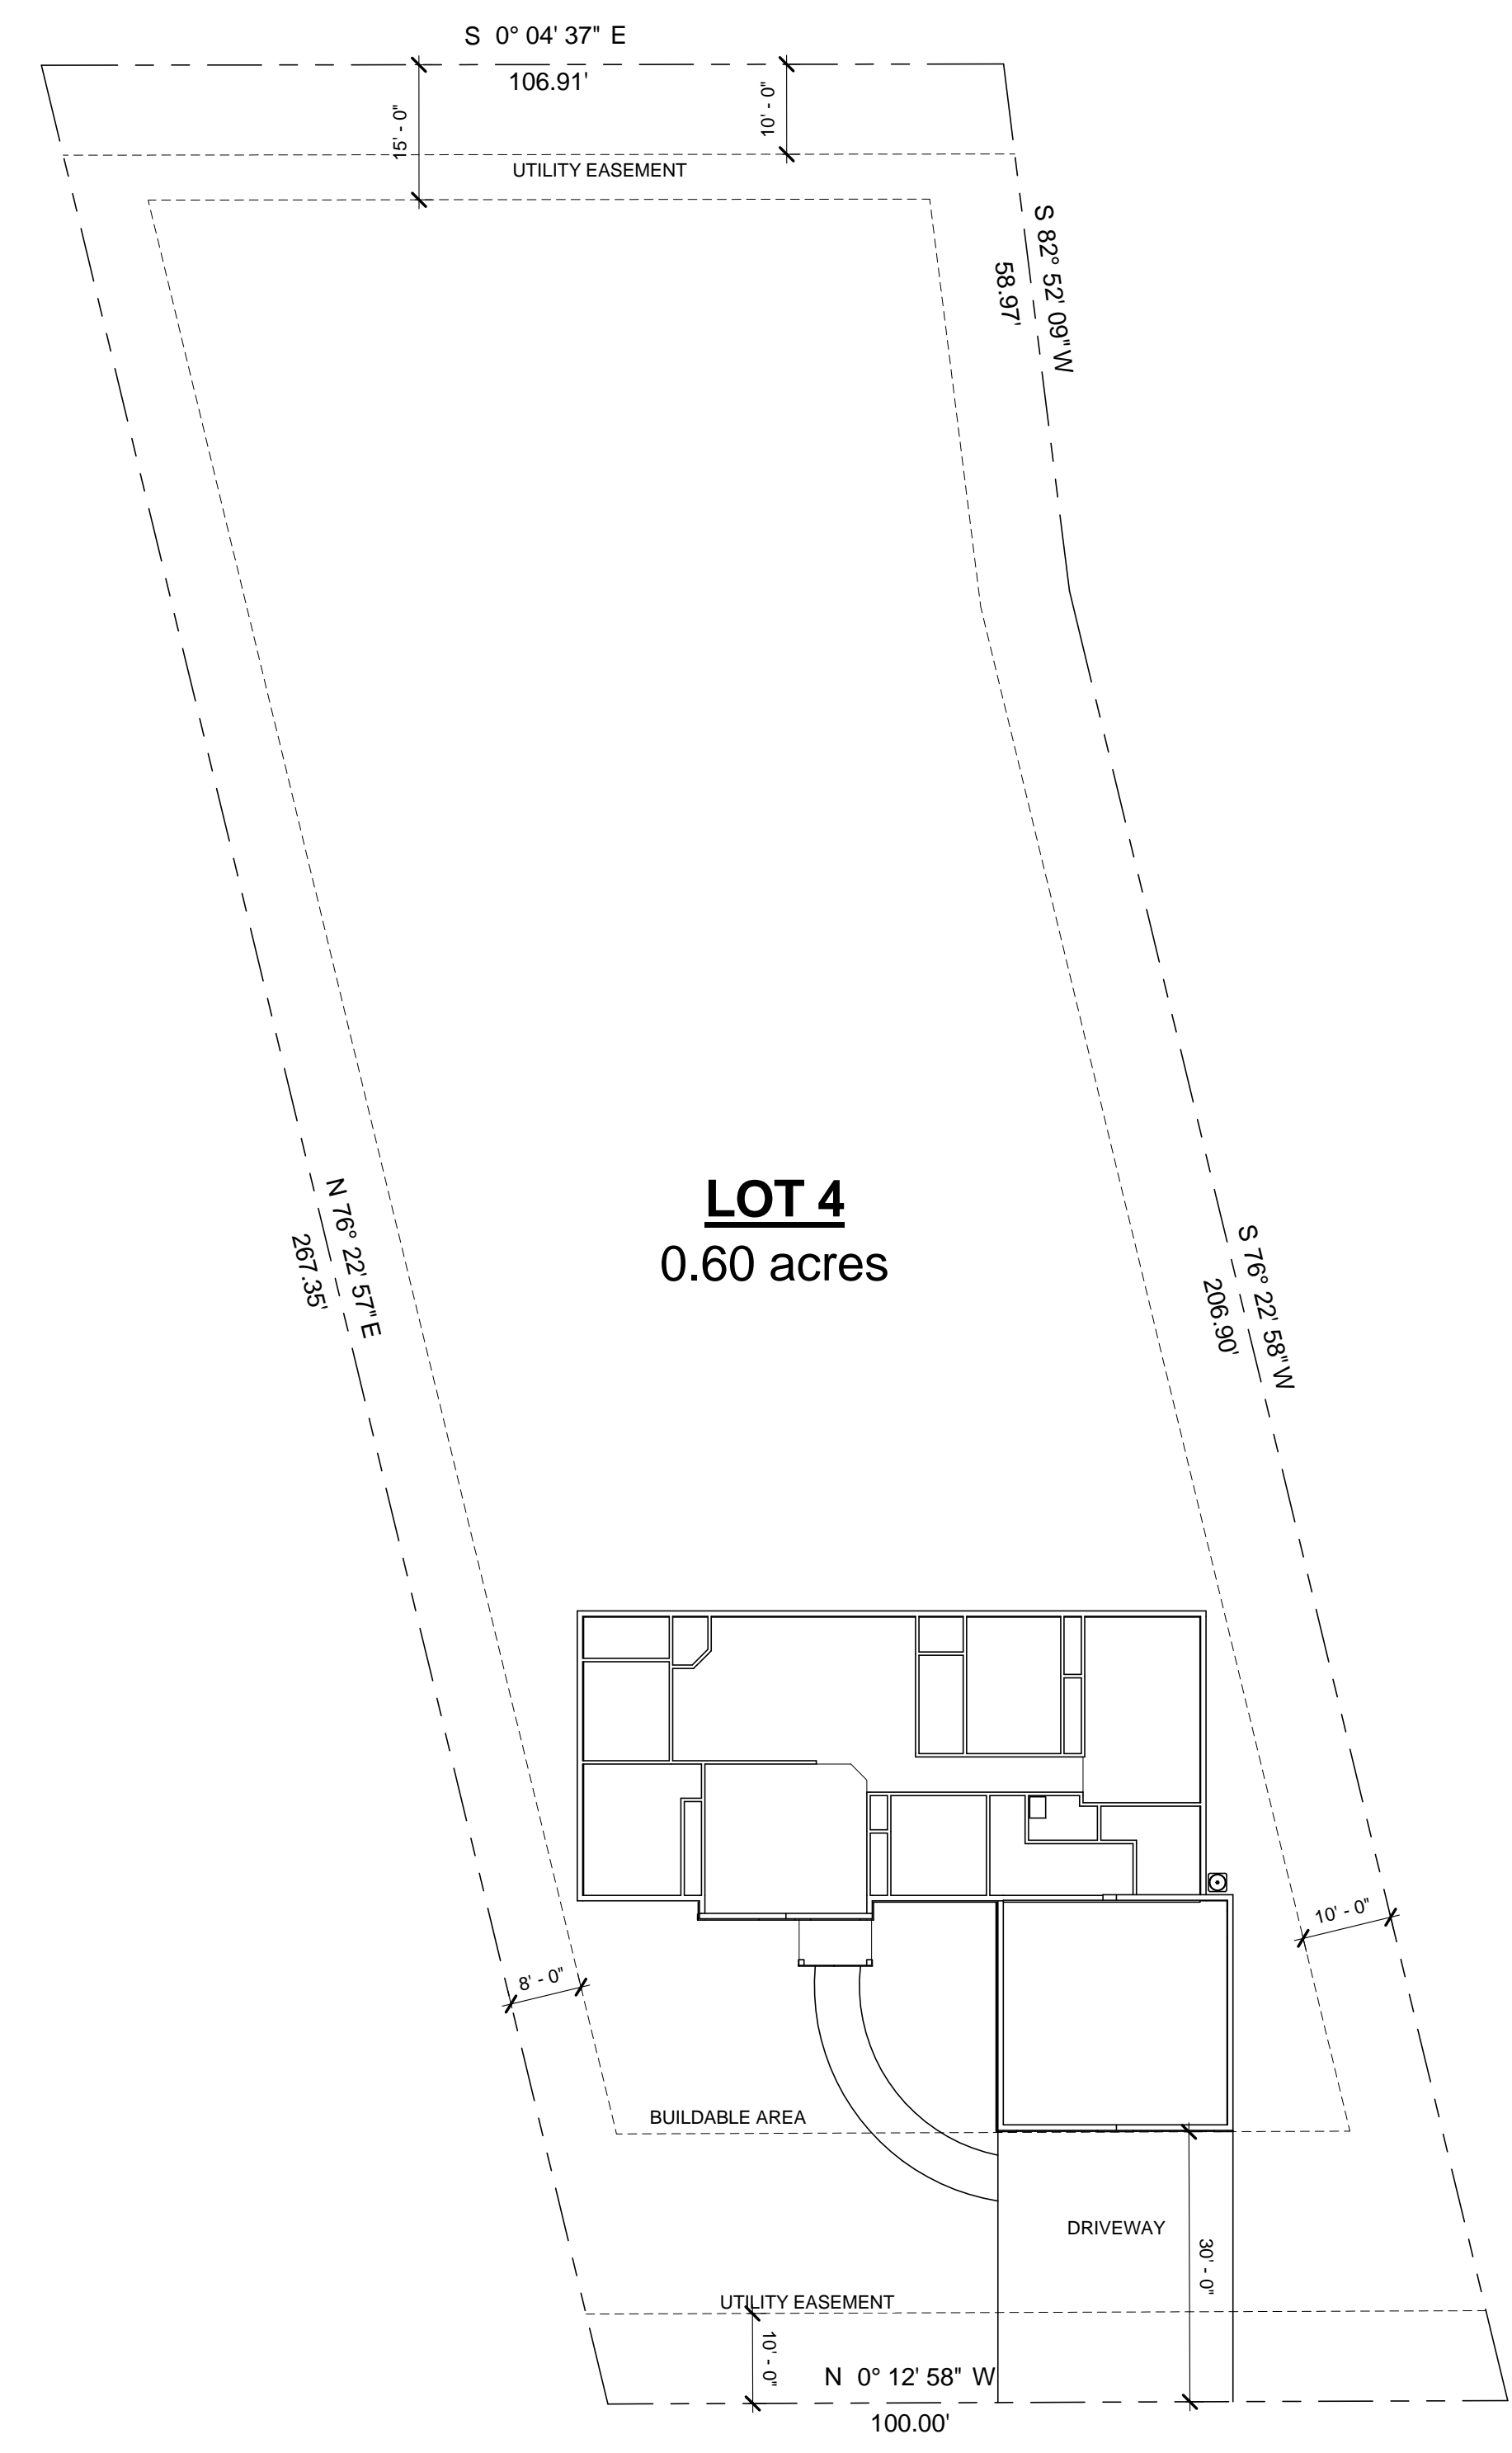 S 0° 04' 37" E
106.91'
15' - 0"
10' - 0"
UTILITY EASEMENT
S 82° 52' 09" W
58.97'
LOT 4
0.60 acres
N 76° 22' 57" E
267.35'
S 76° 22' 58" W
206.90'
10' - 0"
8' - 0"
BUILDABLE AREA
DRIVEWAY
30' - 0"
UTILITY EASEMENT
10' - 0"
N 0° 12' 58" W
100.00'